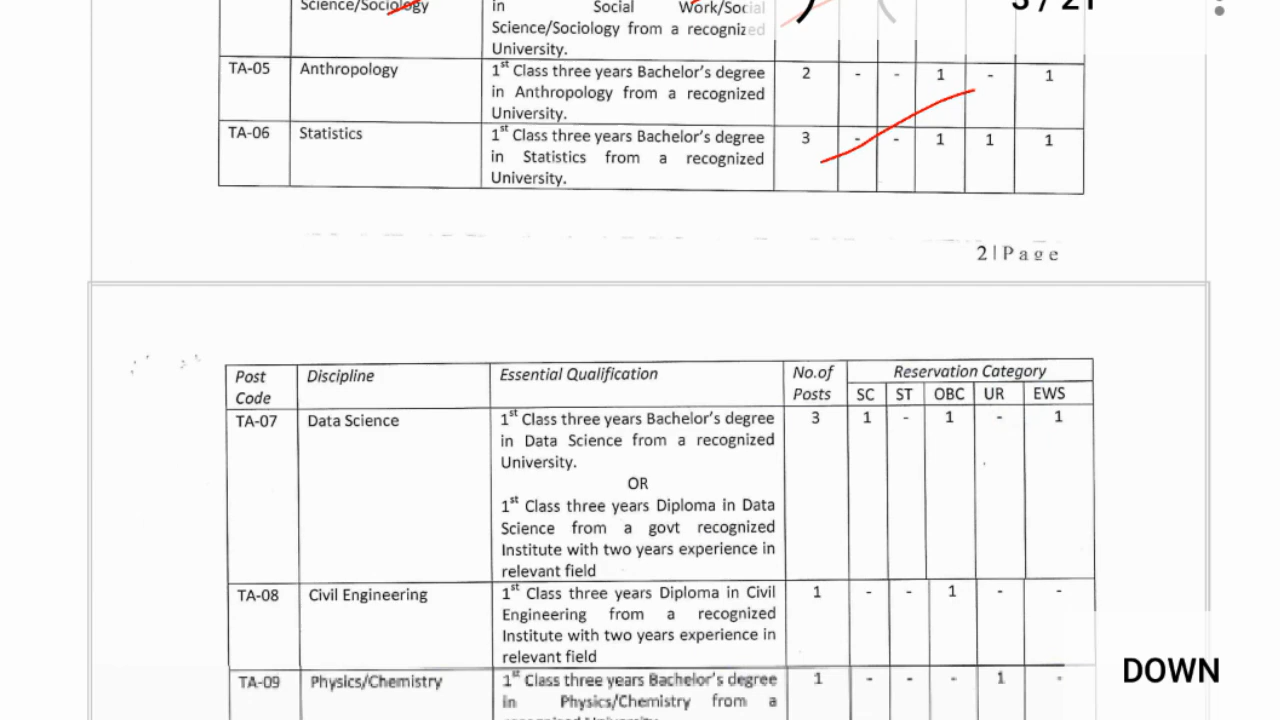 3 / 21
Science/Sociology in Social Work/Social
Science/Sociology from a recognized
University.
TA-05 Anthropology 1st Class three years Bachelor's degree 2 - - 1 - 1
in Anthropology from a recognized
University.
TA-06 Statistics 1st Class three years Bachelor's degree 3 - - 1 1 1
in Statistics from a recognized
University.
2|Page
Post Discipline Essential Qualification No.of Reservation Category
Code Posts SC ST OBC UR EWS
TA-07 Data Science 1st Class three years Bachelor's degree 3 1 - 1 - 1
in Data Science from a recognized
University.
OR
1st Class three years Diploma in Data
Science from a govt recognized
Institute with two years experience in
relevant field
TA-08 Civil Engineering 1st Class three years Diploma in Civil 1 - - 1 - -
Engineering from a recognized
Institute with two years experience in
relevant field
TA-09 Physics/Chemistry 1st Class three years Bachelor's degree 1 - - - 1 -
in Physics/Chemistry from a
DOWN